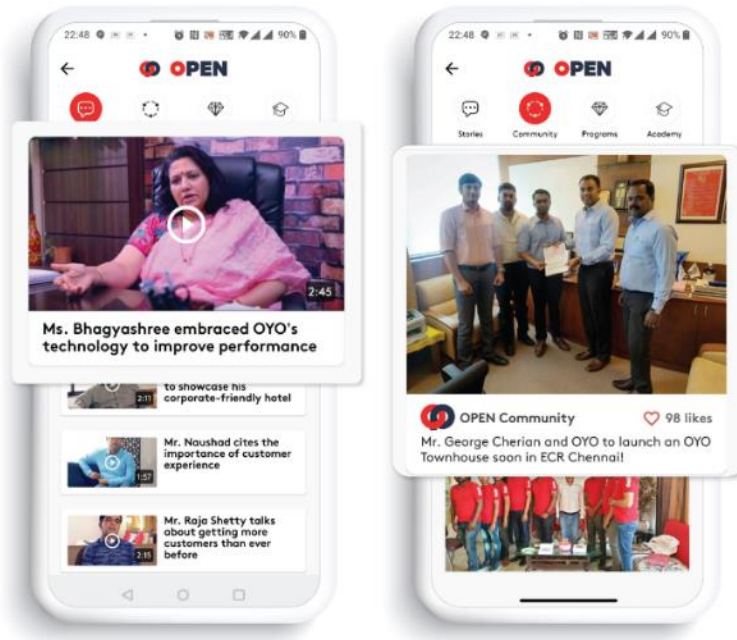 22:48
90%
OPEN
2:45
Ms. Bhagyashree embraced OYO's
technology to improve performance
to showcase his
corporate-friendly hotel
2:11
Mr. Naushad cites the
importance of customer
experience
1:57
Mr. Raja Shetty talks
about getting more
customers than ever
before
2:15
22:48
90%
OPEN
Stories
Community
Programs
Academy
OPEN Community
98 likes
Mr. George Cherian and OYO to launch an OYO
Townhouse soon in ECR Chennai!